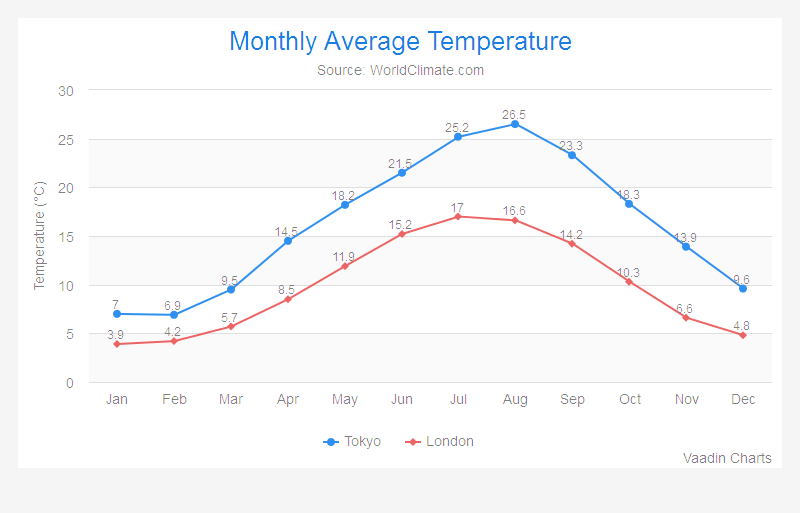 Monthly Average Temperature
Source: WorldClimate.com
Temperature (°C)
30
25
20
15
10
5
0
7 6.9 9.5 14.5 18.2 21.5 25.2 26.5 23.3 18.3 13.9 9.6
3.9 4.2 5.7 8.5 11.9 15.2 17 16.6 14.2 10.3 6.6 4.8
Jan Feb Mar Apr May Jun Jul Aug Sep Oct Nov Dec
Tokyo London
Vaadin Charts